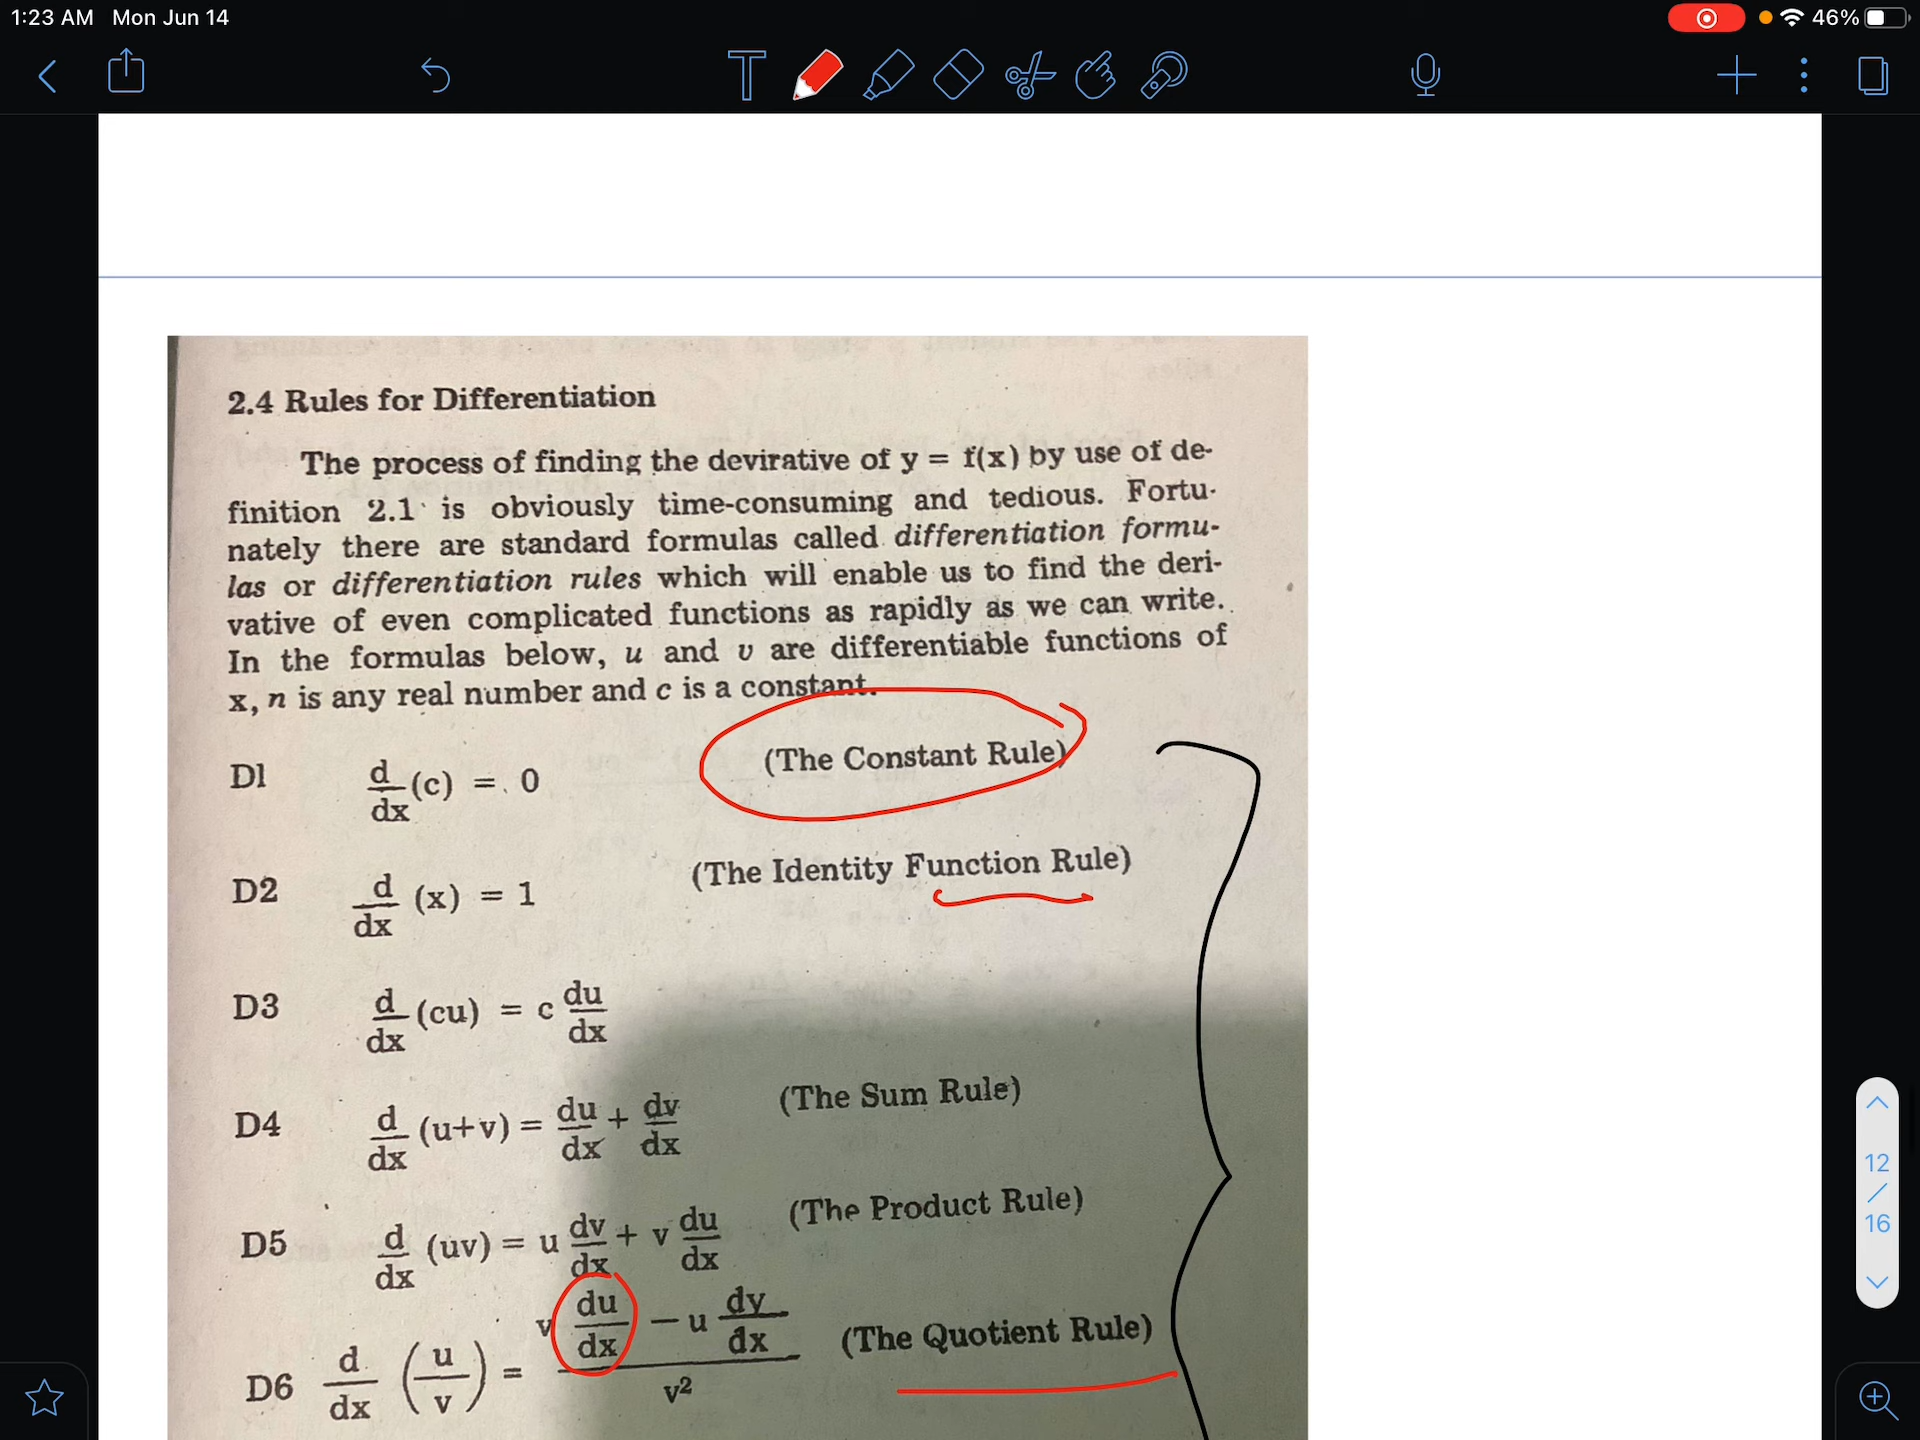 1:23 AM Mon Jun 14
46%
2.4 Rules for Differentiation
The process of finding the devirative of y = f(x) by use of de-
finition 2.1 is obviously time-consuming and tedious. Fortu-
nately there are standard formulas called differentiation formu-
las or differentiation rules which will enable us to find the deri-
vative of even complicated functions as rapidly as we can write.
In the formulas below, u and v are differentiable functions of
x, n is any real number and c is a constant.
D1 d/dx (c) = 0 (The Constant Rule)
D2 d/dx (x) = 1 (The Identity Function Rule)
D3 d/dx (cu) = c du/dx
D4 d/dx (u+v) = du/dx + dv/dx (The Sum Rule)
D5 d/dx (uv) = u dv/dx + v du/dx (The Product Rule)
D6 d/dx (u/v) = v du/dx − u dv/dx / v² (The Quotient Rule)
12
/
16